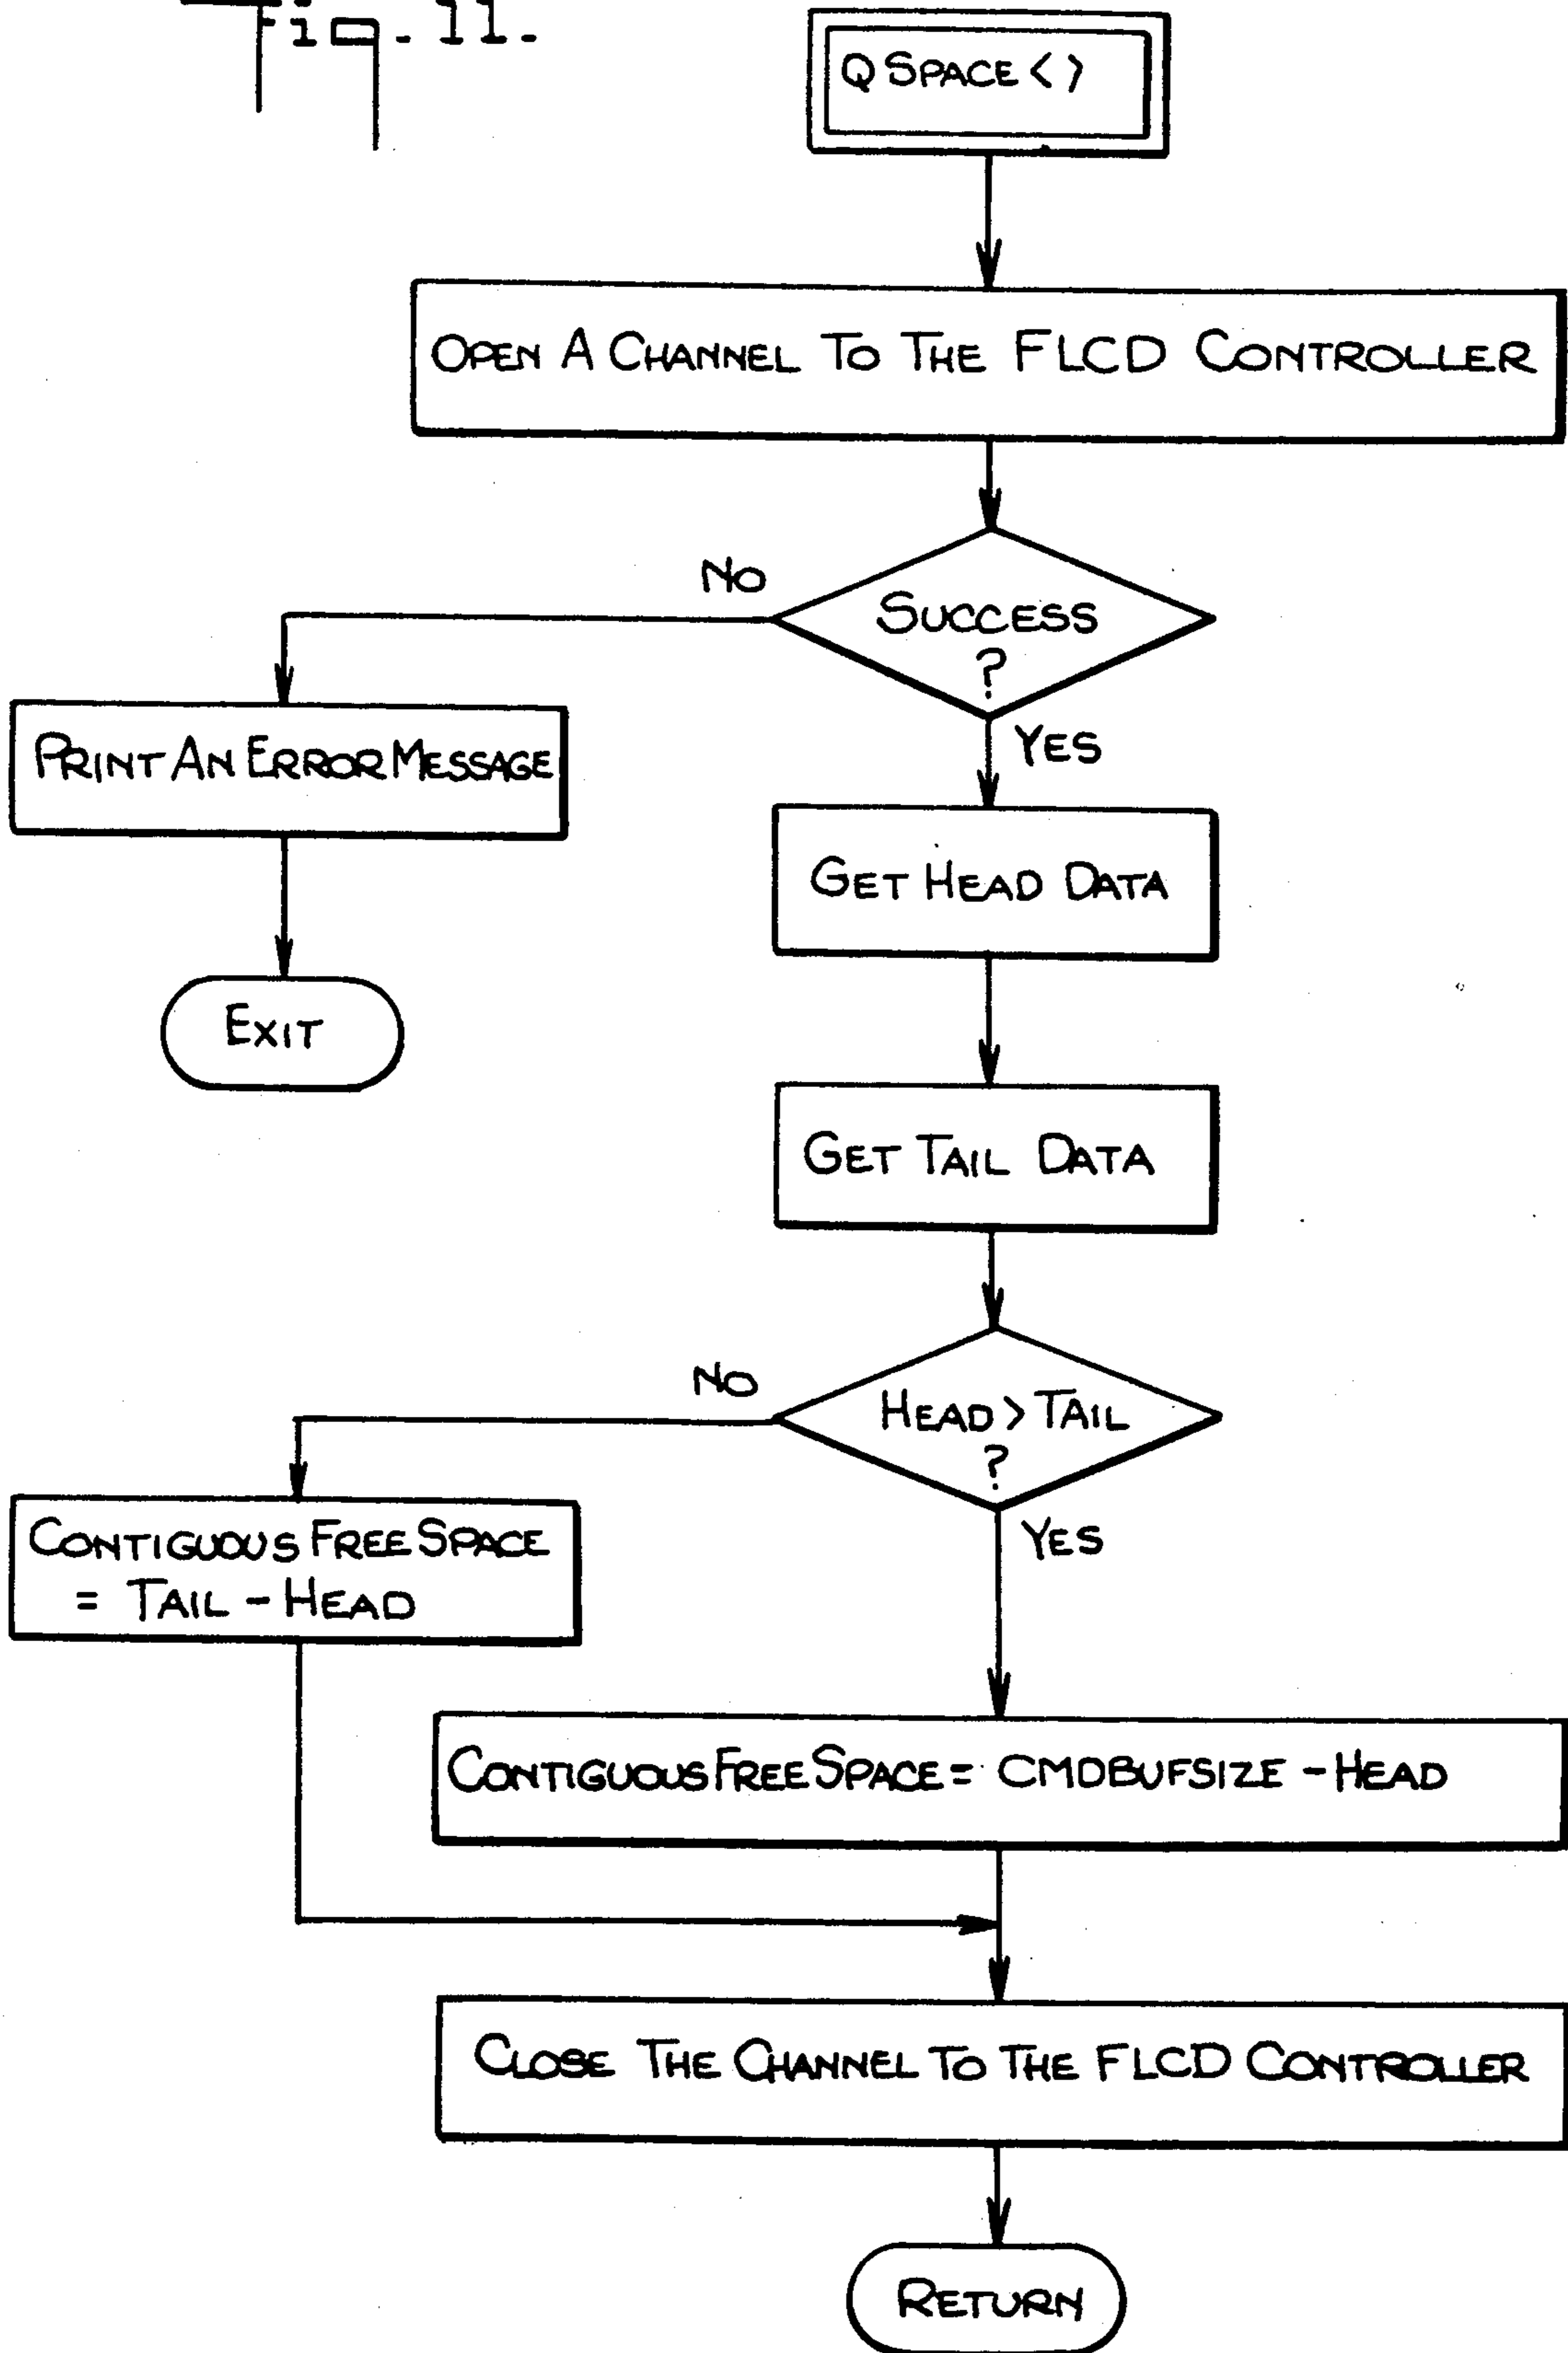 Fig. 11.
Q SPACE < >
OPEN A CHANNEL TO THE FLCD CONTROLLER
NO
SUCCESS
?
YES
PRINT AN ERROR MESSAGE
GET HEAD DATA
EXIT
GET TAIL DATA
NO
HEAD > TAIL
?
YES
CONTIGUOUS FREE SPACE
= TAIL - HEAD
CONTIGUOUS FREE SPACE = CMDBUFSIZE - HEAD
CLOSE THE CHANNEL TO THE FLCD CONTROLLER
RETURN